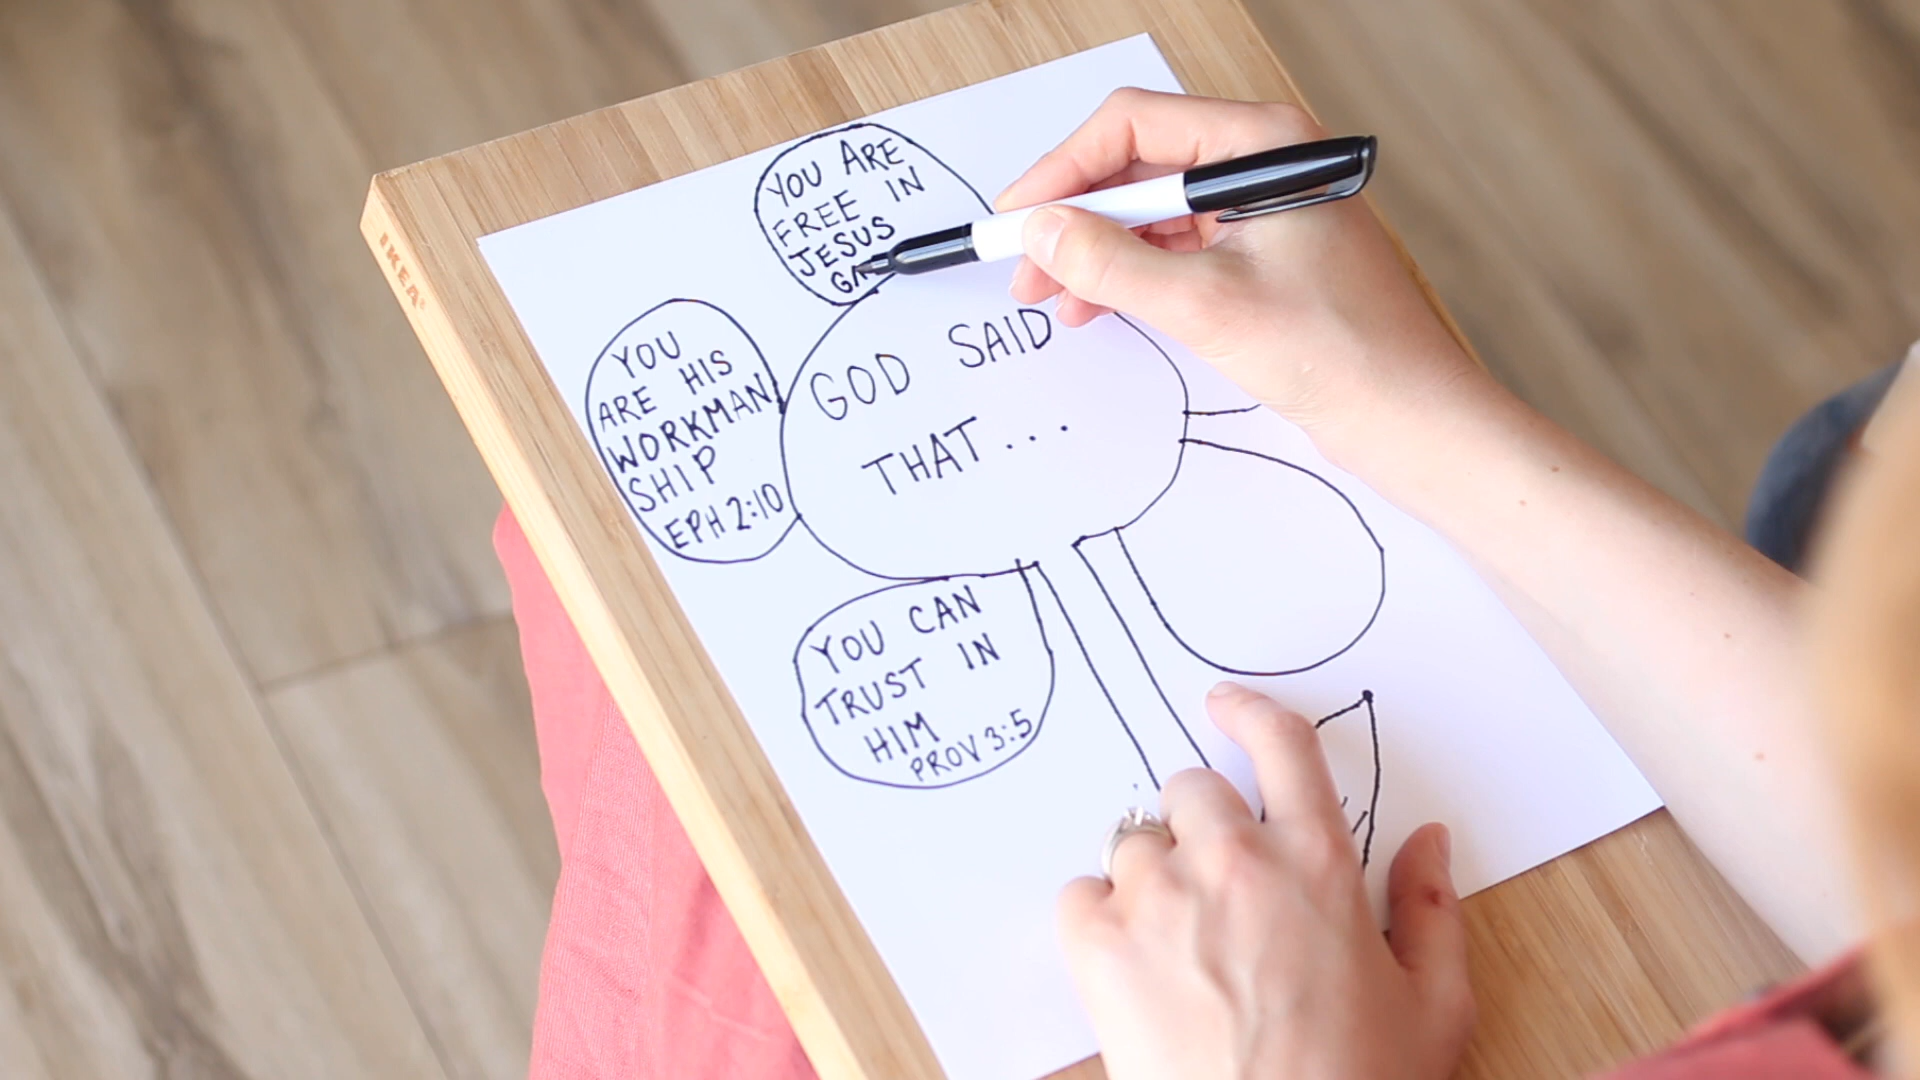 YOU ARE
FREE IN
JESUS
YOU
ARE HIS
WORKMAN
SHIP
EPH 2:10
GOD SAID
THAT...
YOU CAN
TRUST IN
HIM
PROV 3:5
IKEA